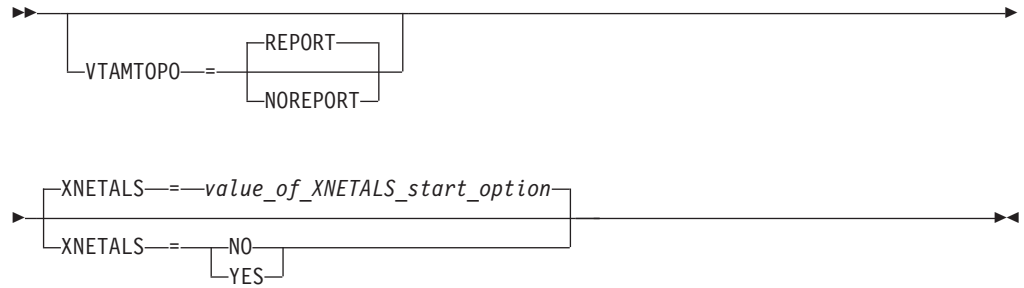 REPORT
VTAMTOPO=
NOREPORT
XNETALS=value_of_XNETALS_start_option
XNETALS= NO
YES